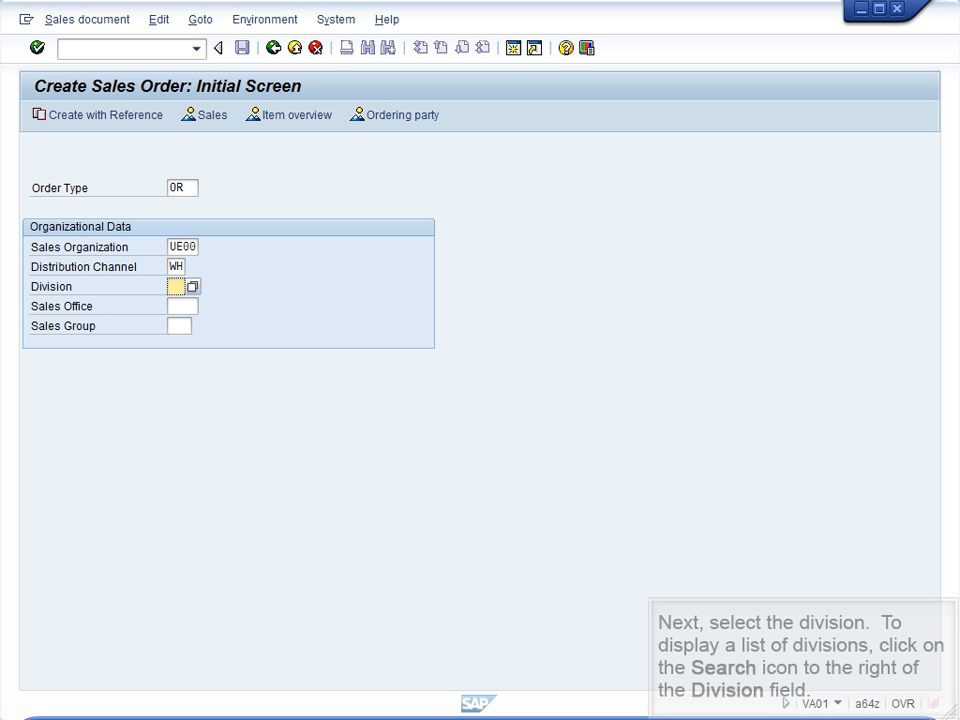 Sales document Edit Goto Environment System Help
Create Sales Order: Initial Screen
Create with Reference Sales Item overview Ordering party
Order Type OR
Organizational Data
Sales Organization UE00
Distribution Channel WH
Division
Sales Office
Sales Group
Next, select the division. To
display a list of divisions, click on
the Search icon to the right of
the Division field.
SAP VA01 a64z OVR